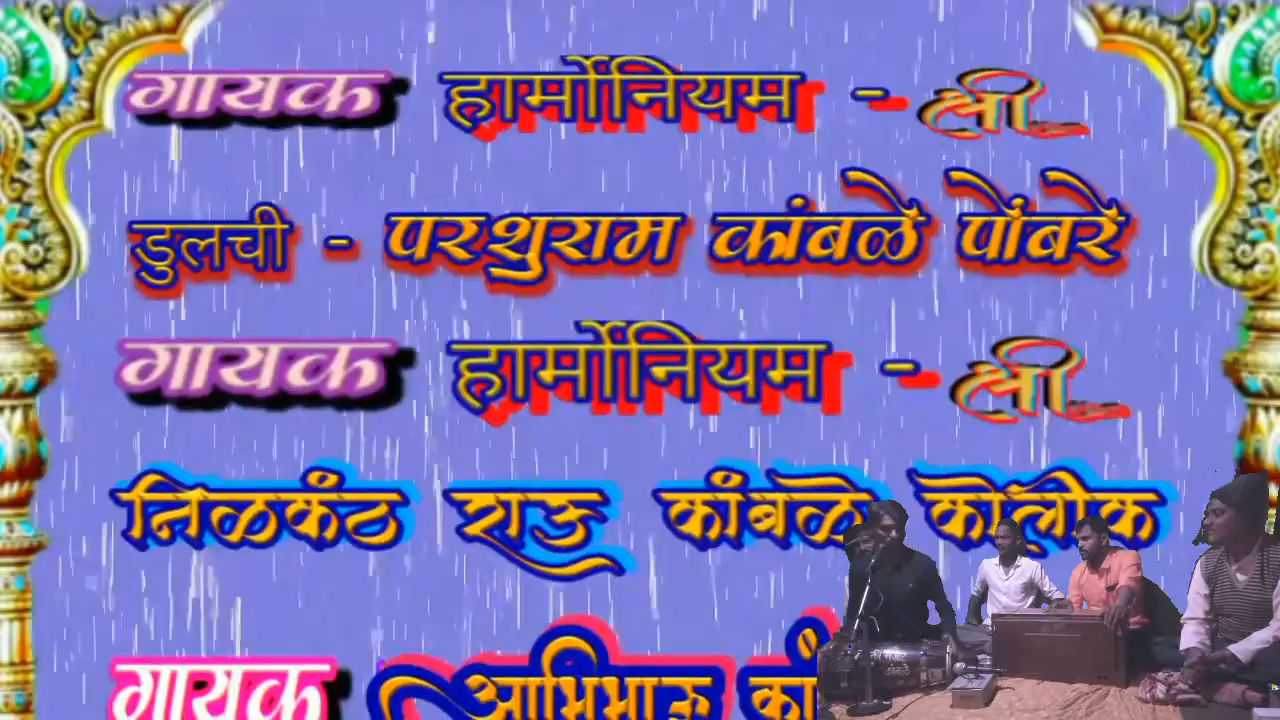 गायक हार्मोनियम - श्री
डुलची - परशुराम कांबळे पोंबरे
गायक हार्मोनियम - श्री
निळकंठ राऊ कांबळे कोलीक
गायक